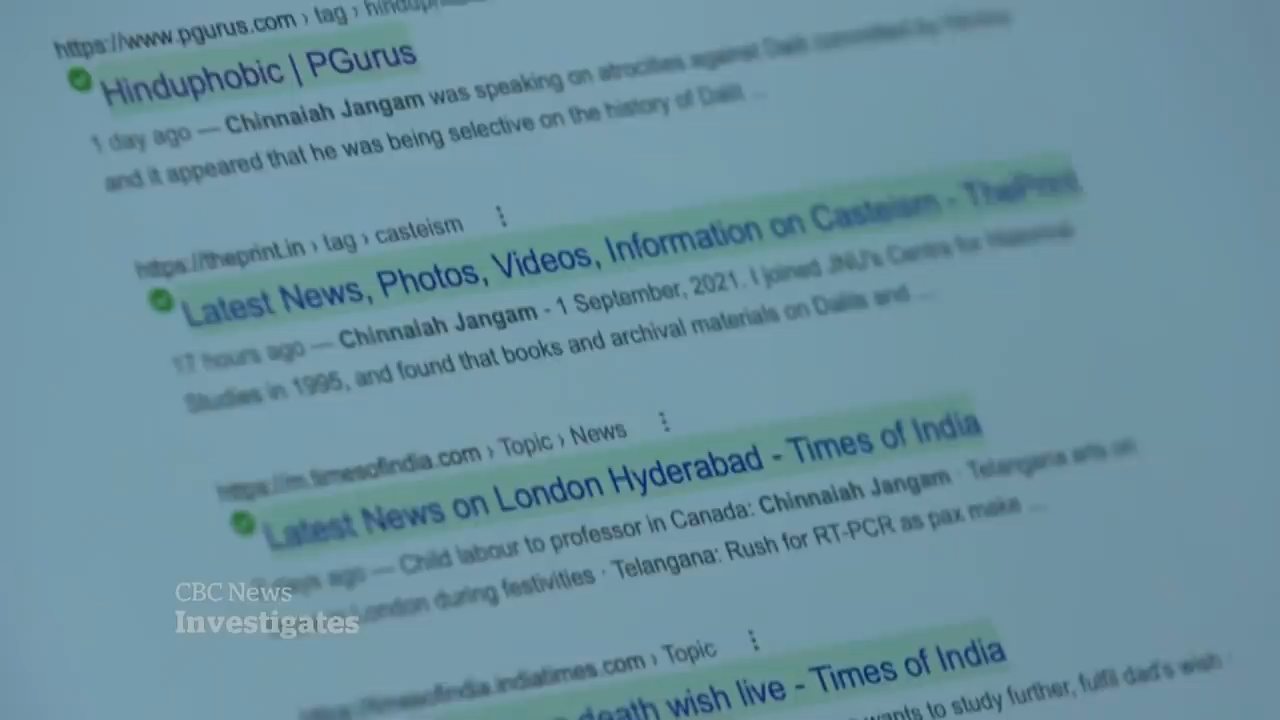 https://www.pgurus.com › tag ›
Hinduphobic | PGurus
1 day ago — Chinnaiah Jangam was speaking on atrocities against Dalit committed by
and it appeared that he was being selective on the history of Dalit ...
https://theprint.in › tag › casteism
Latest News, Photos, Videos, Information on Casteism - ThePrint
17 hours ago — Chinnaiah Jangam - 1 September, 2021. I joined JNU's Centre for Historical
Studies in 1995, and found that books and archival materials on Dalits and ...
https://m.timesofindia.com › Topic › News
Latest News on London Hyderabad - Times of India
days ago — Child labour to professor in Canada: Chinnaiah Jangam · Telangana arts on
London during festivities · Telangana: Rush for RT-PCR as pax make ...
CBC News
Investigates
https://timesofindia.indiatimes.com › Topic
death wish live - Times of India
wants to study further, fulfil dad's wish